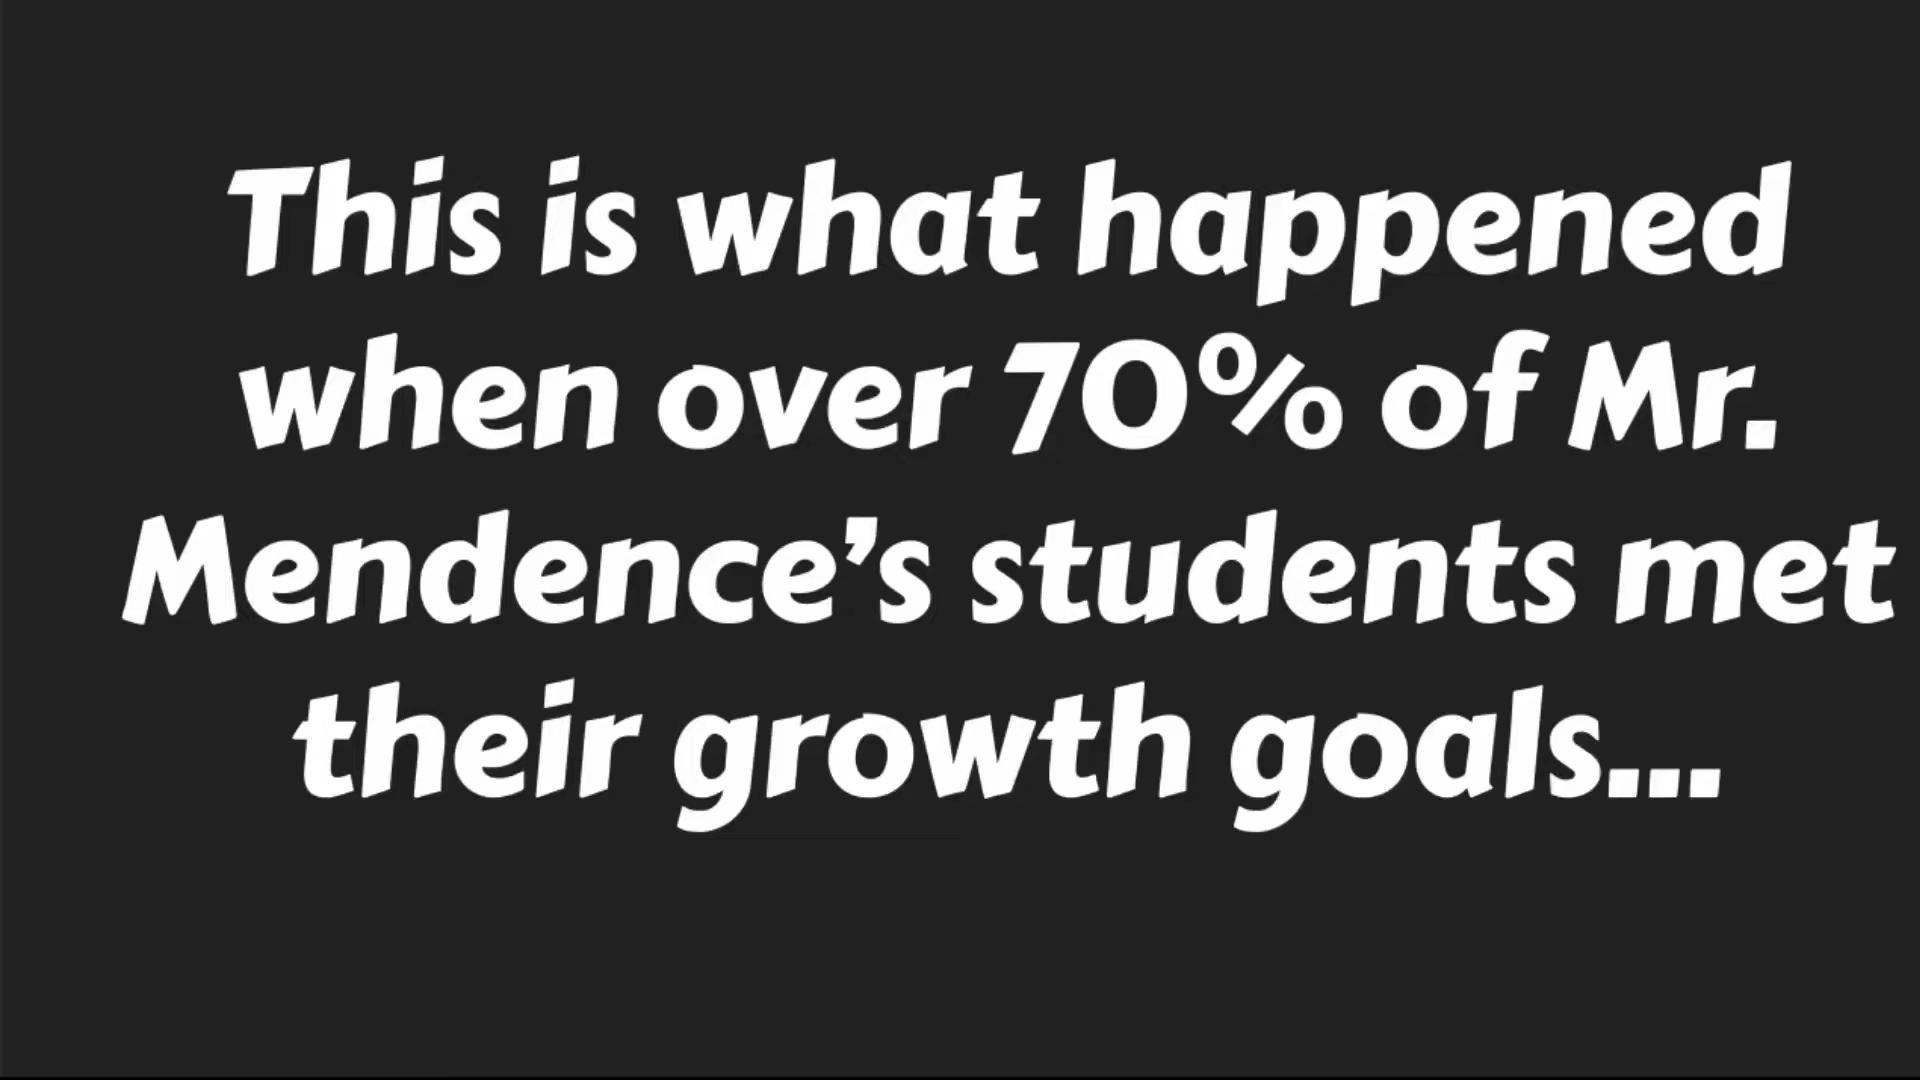 This is what happened
when over 70% of Mr.
Mendence’s students met
their growth goals...